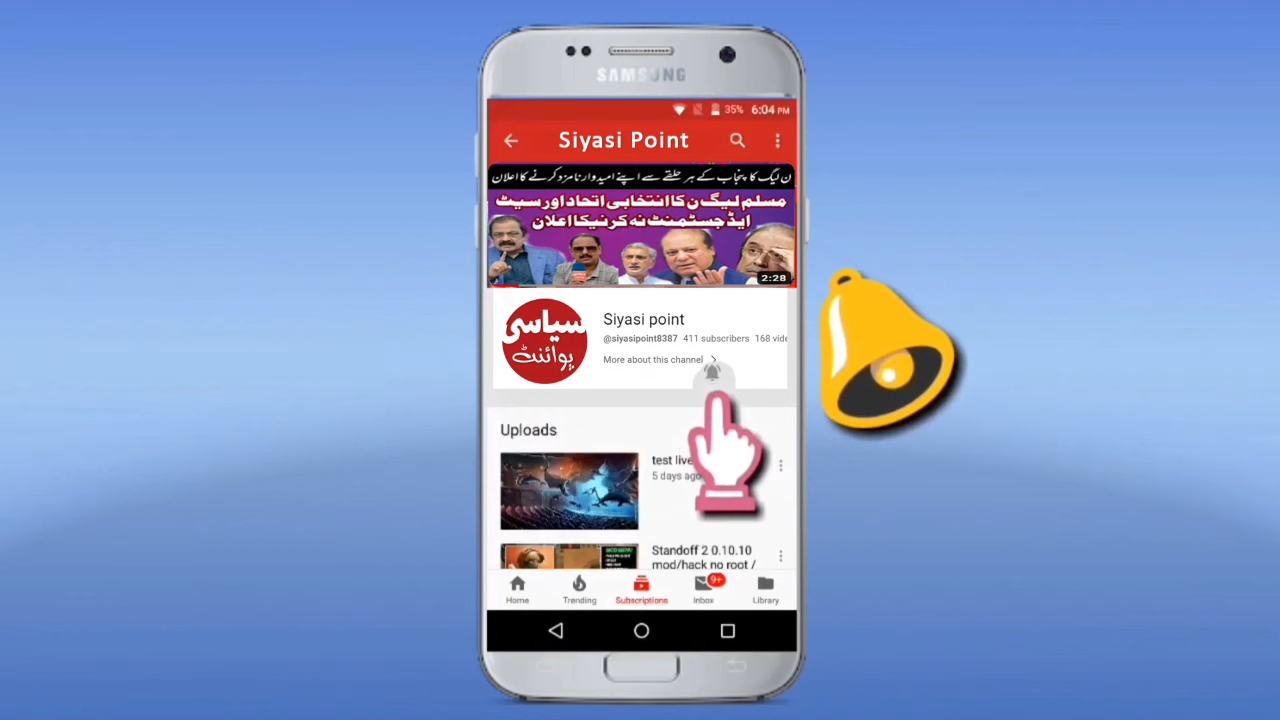 SAMSUNG
35% 6:04 PM
Siyasi Point
ن لیگ کا پنجاب کے ہر حلقے سے اپنے امیدوار نامزد کرنے کا اعلان
مسلم لیگ ن کا انتخابی اتحاد اور سیٹ
ایڈجسٹمنٹ نہ کرنیکا اعلان
2:28
سیاسی
پوائنٹ
Siyasi point
@siyasipoint8387 411 subscribers 168 vide
More about this channel
Uploads
test live
5 days ago
Standoff 2 0.10.10
mod/hack no root /
9+
Home Trending Subscriptions Inbox Library